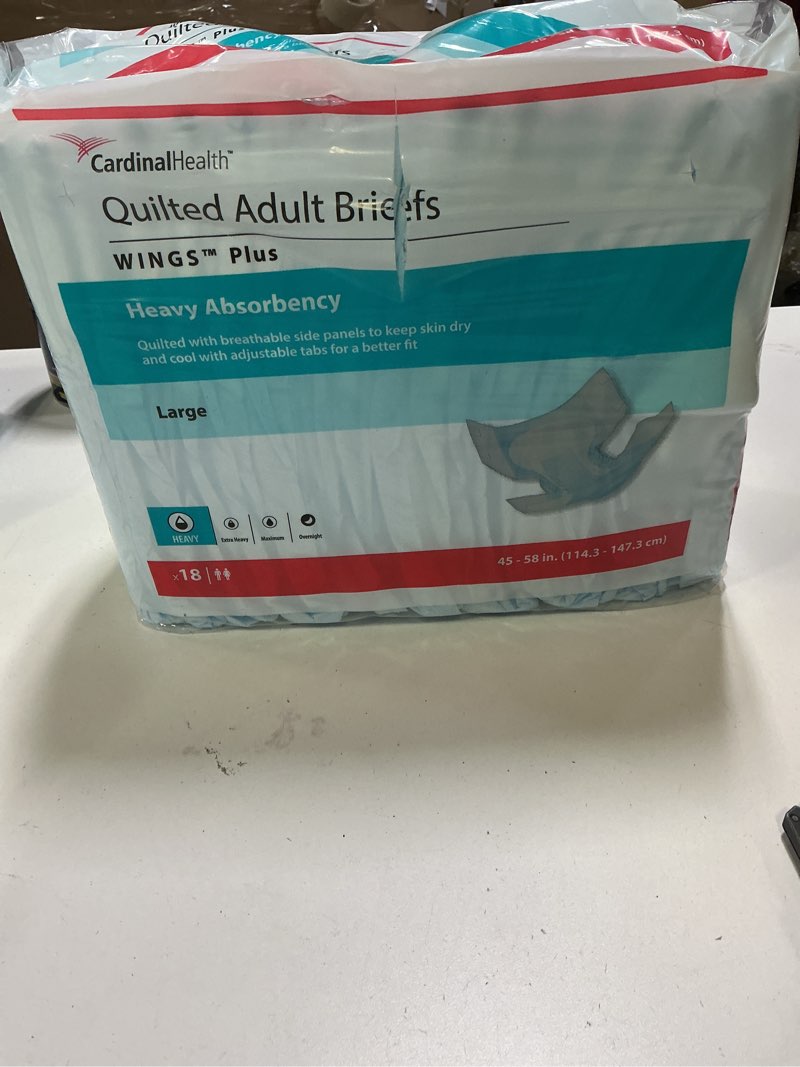 Quilted
Plus
CardinalHealth™
Quilted Adult Briefs
WINGS™ Plus
Heavy Absorbency
Quilted with breathable side panels to keep skin dry
and cool with adjustable tabs for a better fit
Large
HEAVY
Extra Heavy
Maximum
Overnight
x18
45 - 58 in. (114.3 - 147.3 cm)